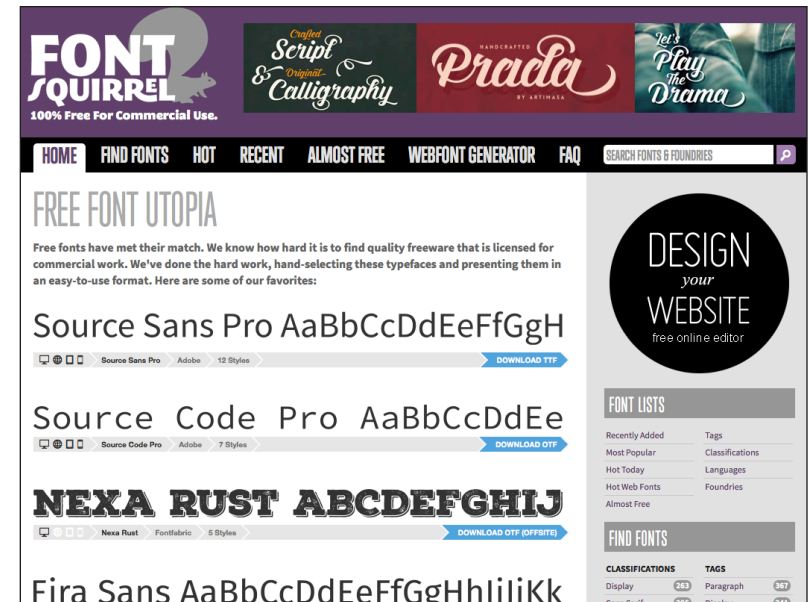 FONT
SQUIRREL
100% Free For Commercial Use.
Crafted
Script
& Original-
Calligraphy
HANDCRAFTED
Prada
BY ARTIMASA
Let's
Play
The
Drama
HOME FIND FONTS HOT RECENT ALMOST FREE WEBFONT GENERATOR FAQ SEARCH FONTS & FOUNDRIES
FREE FONT UTOPIA
Free fonts have met their match. We know how hard it is to find quality freeware that is licensed for
commercial work. We've done the hard work, hand-selecting these typefaces and presenting them in
an easy-to-use format. Here are some of our favorites:
Source Sans Pro AaBbCcDdEeFfGgH
Source Sans Pro Adobe 12 Styles DOWNLOAD TTF
Source Code Pro AaBbCcDdEe
Source Code Pro Adobe 7 Styles DOWNLOAD OTF
NEXA RUST ABCDEFGHIJ
Nexa Rust Fontfabric 5 Styles DOWNLOAD OTF (OFFSITE)
Fira Sans AaBbCcDdEeFfGgHhIiJjKk
DESIGN
your
WEBSITE
free online editor
FONT LISTS
Recently Added Tags
Most Popular Classifications
Hot Today Languages
Hot Web Fonts Foundries
Almost Free
FIND FONTS
CLASSIFICATIONS TAGS
Display 263 Paragraph 367